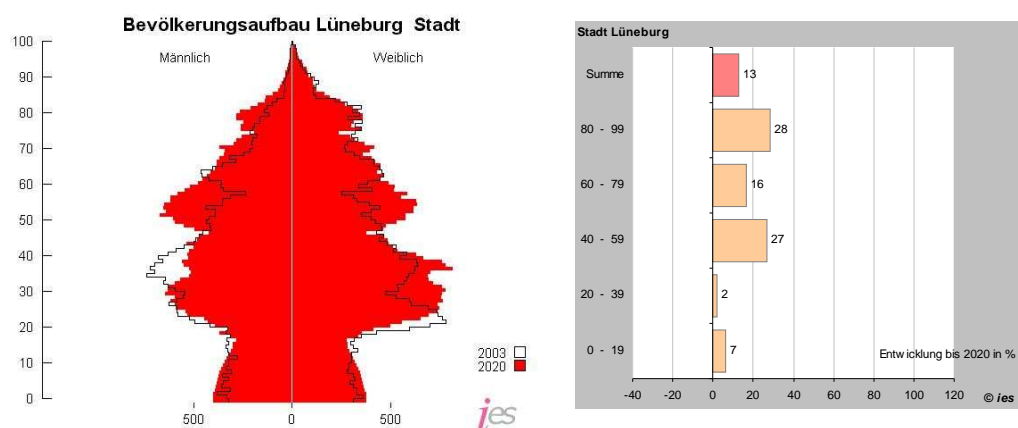 Bevölkerungsaufbau Lüneburg Stadt
Männlich
Weiblich
100
90
80
70
60
50
40
30
20
10
0
500
0
500
2003
2020
ies
Stadt Lüneburg
Summe
13
80 - 99
28
60 - 79
16
40 - 59
27
20 - 39
2
0 - 19
7
Entwicklung bis 2020 in %
-40 -20 0 20 40 60 80 100 120
© ies